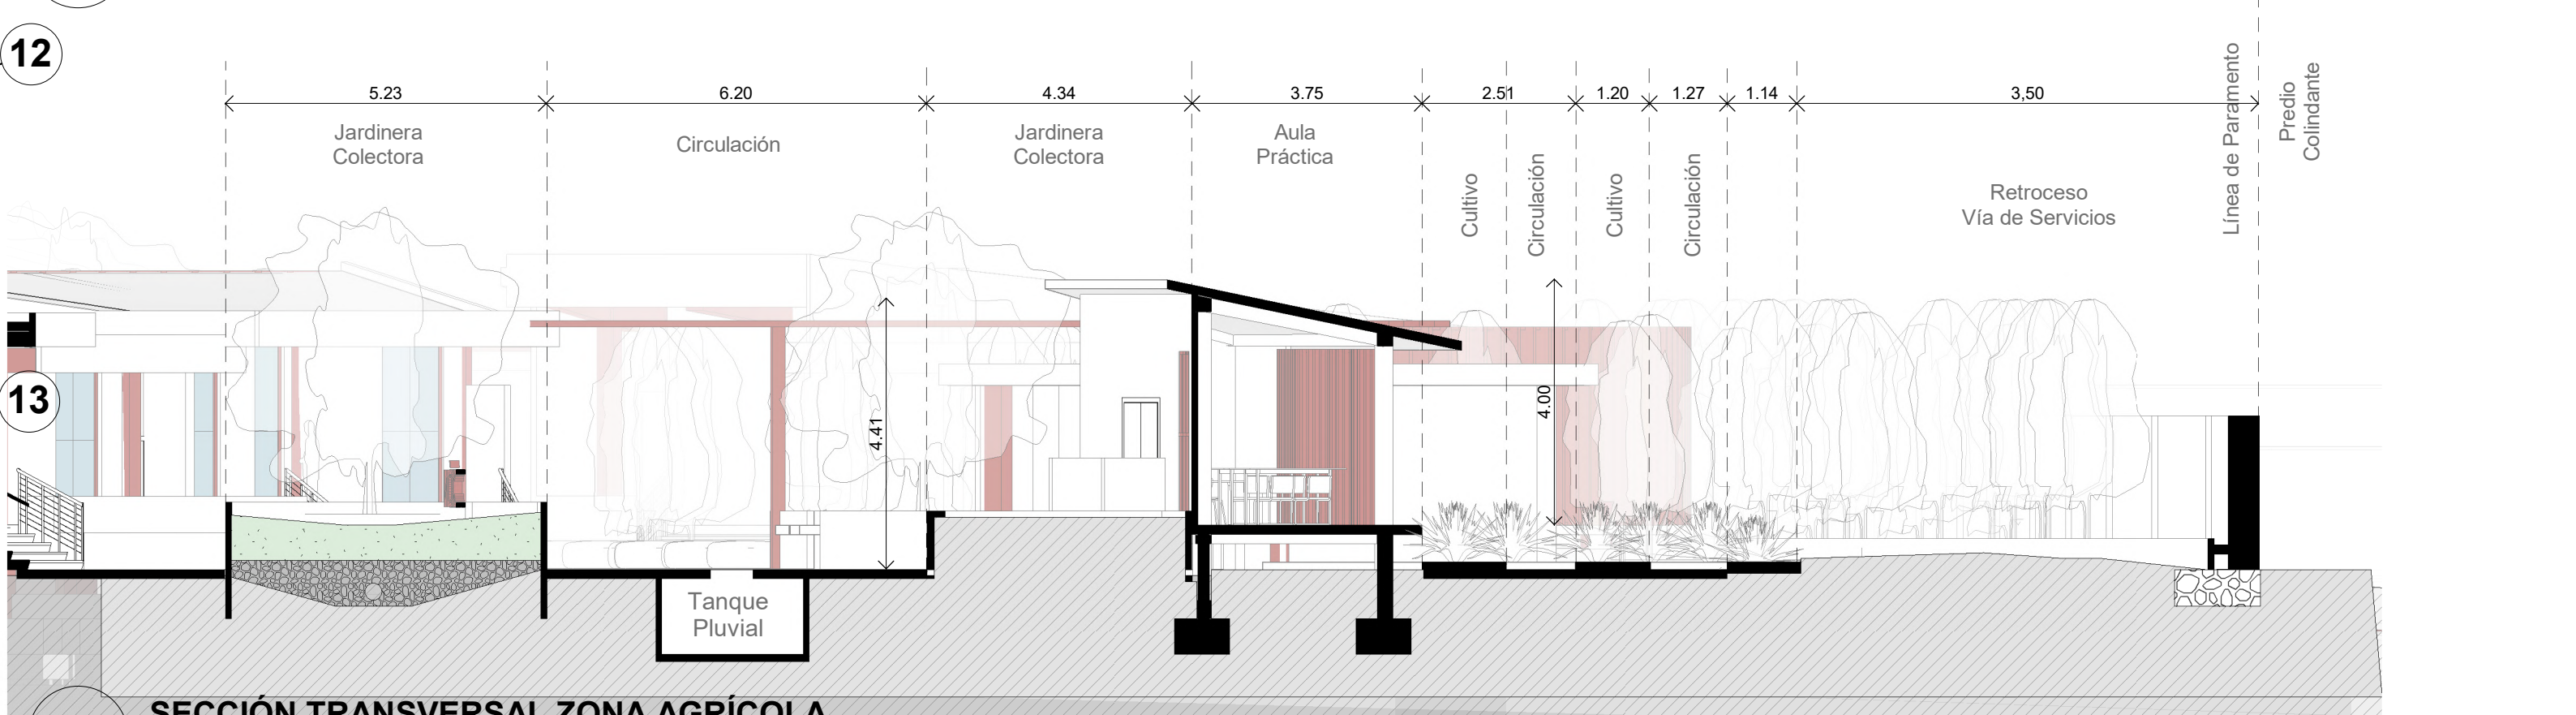 12
5.23
6.20
4.34
3.75
2.51
1.20
1.27
1.14
3,50
Jardinera
Colectora
Circulación
Jardinera
Colectora
Aula
Práctica
Cultivo
Circulación
Cultivo
Circulación
Retroceso
Vía de Servicios
Línea de Paramento
Predio
Colindante
13
4.41
4.00
Tanque
Pluvial
SECCIÓN TRANSVERSAL ZONA AGRÍCOLA